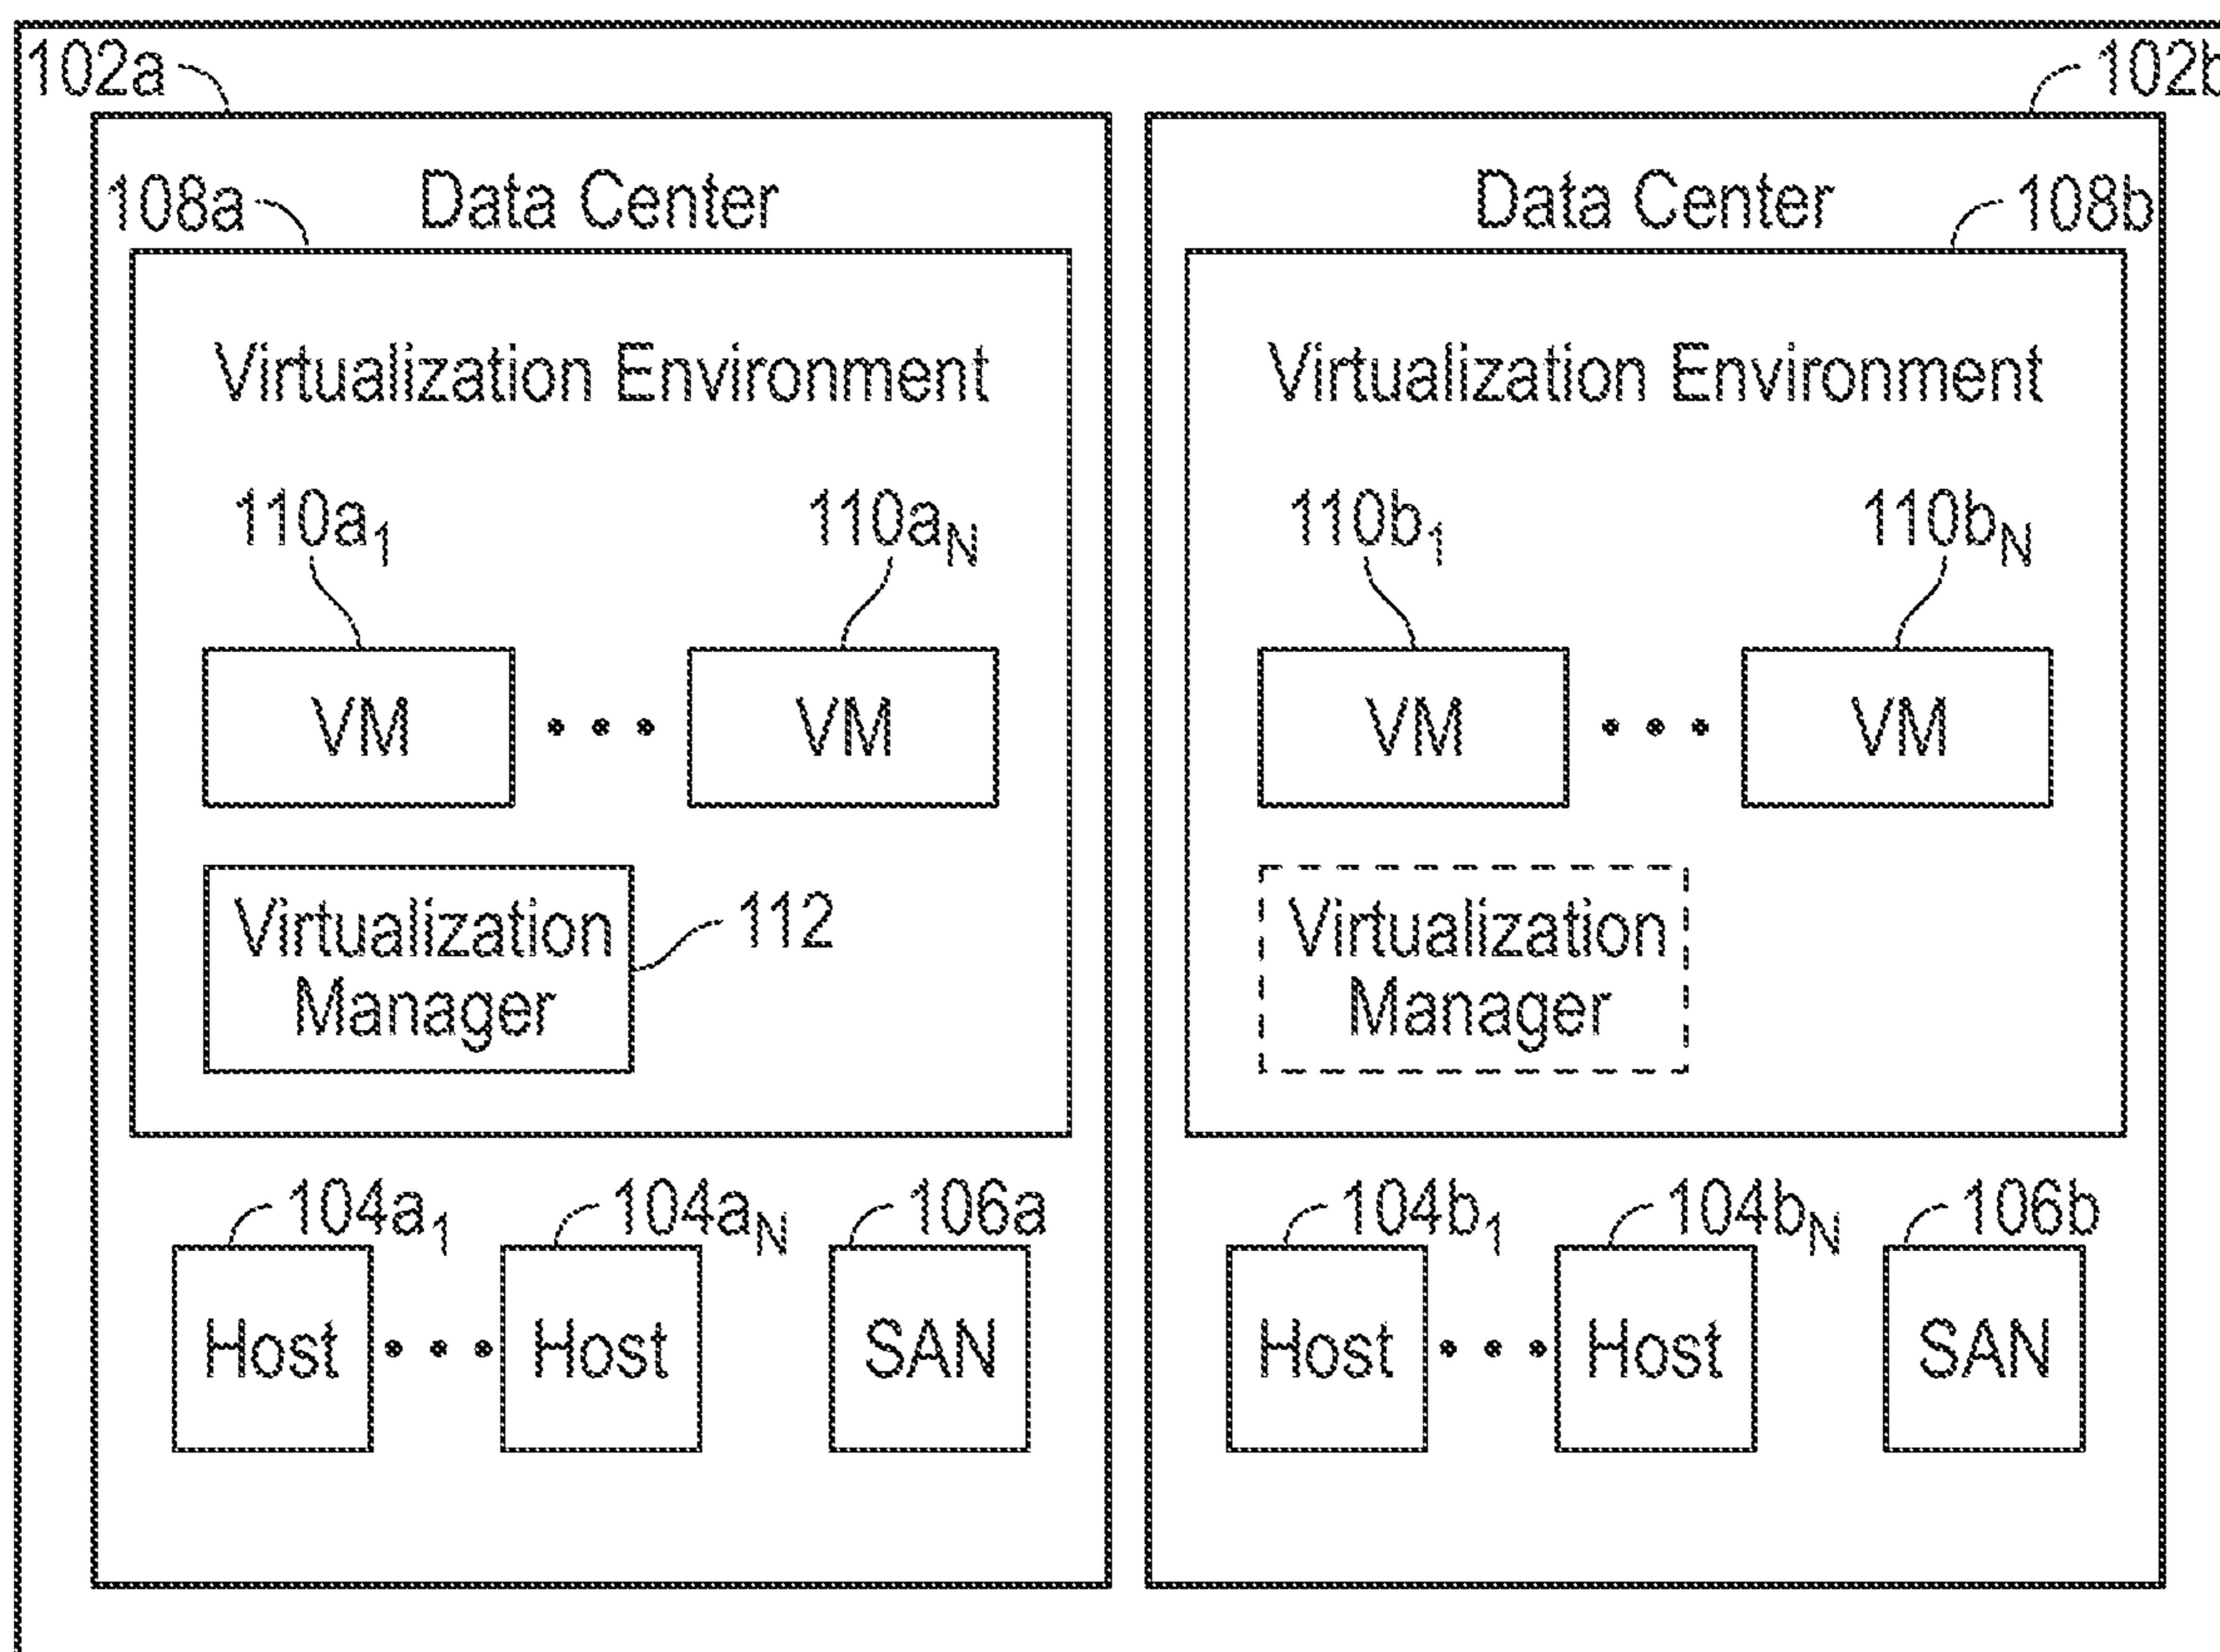 102a
102b
Data Center
108a
Virtualization Environment
110a₁
110aN
VM
VM
Virtualization
Manager
112
104a₁
104aN
106a
Host
Host
SAN
Data Center
108b
Virtualization Environment
110b₁
110bN
VM
VM
Virtualization
Manager
104b₁
104bN
106b
Host
Host
SAN